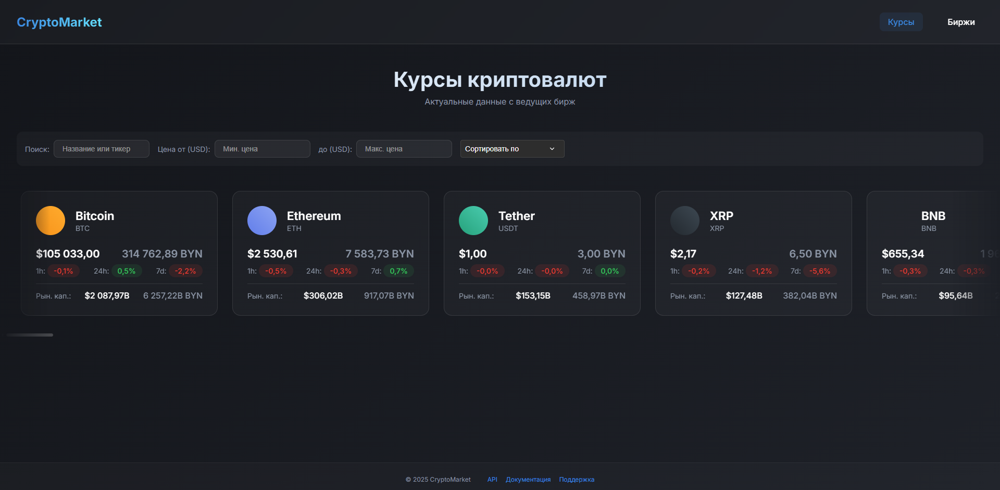 CryptoMarket
Курсы
Биржи
Курсы криптовалют
Актуальные данные с ведущих бирж
Поиск: Название или тикер Цена от (USD): Мин. цена до (USD): Макс. цена Сортировать по
Bitcoin
BTC
$105 033,00 314 762,89 BYN
1h: -0,1% 24h: 0,5% 7d: -2,2%
Рын. кап.: $2 087,97B 6 257,22B BYN
Ethereum
ETH
$2 530,61 7 583,73 BYN
1h: -0,5% 24h: -0,3% 7d: 0,7%
Рын. кап.: $306,02B 917,07B BYN
Tether
USDT
$1,00 3,00 BYN
1h: -0,0% 24h: -0,0% 7d: 0,0%
Рын. кап.: $153,15B 458,97B BYN
XRP
XRP
$2,17 6,50 BYN
1h: -0,2% 24h: -1,2% 7d: -5,6%
Рын. кап.: $127,48B 382,04B BYN
BNB
BNB
$655,34
1h: -0,3% 24h: -0,3%
Рын. кап.: $95,64B
© 2025 CryptoMarket API Документация Поддержка